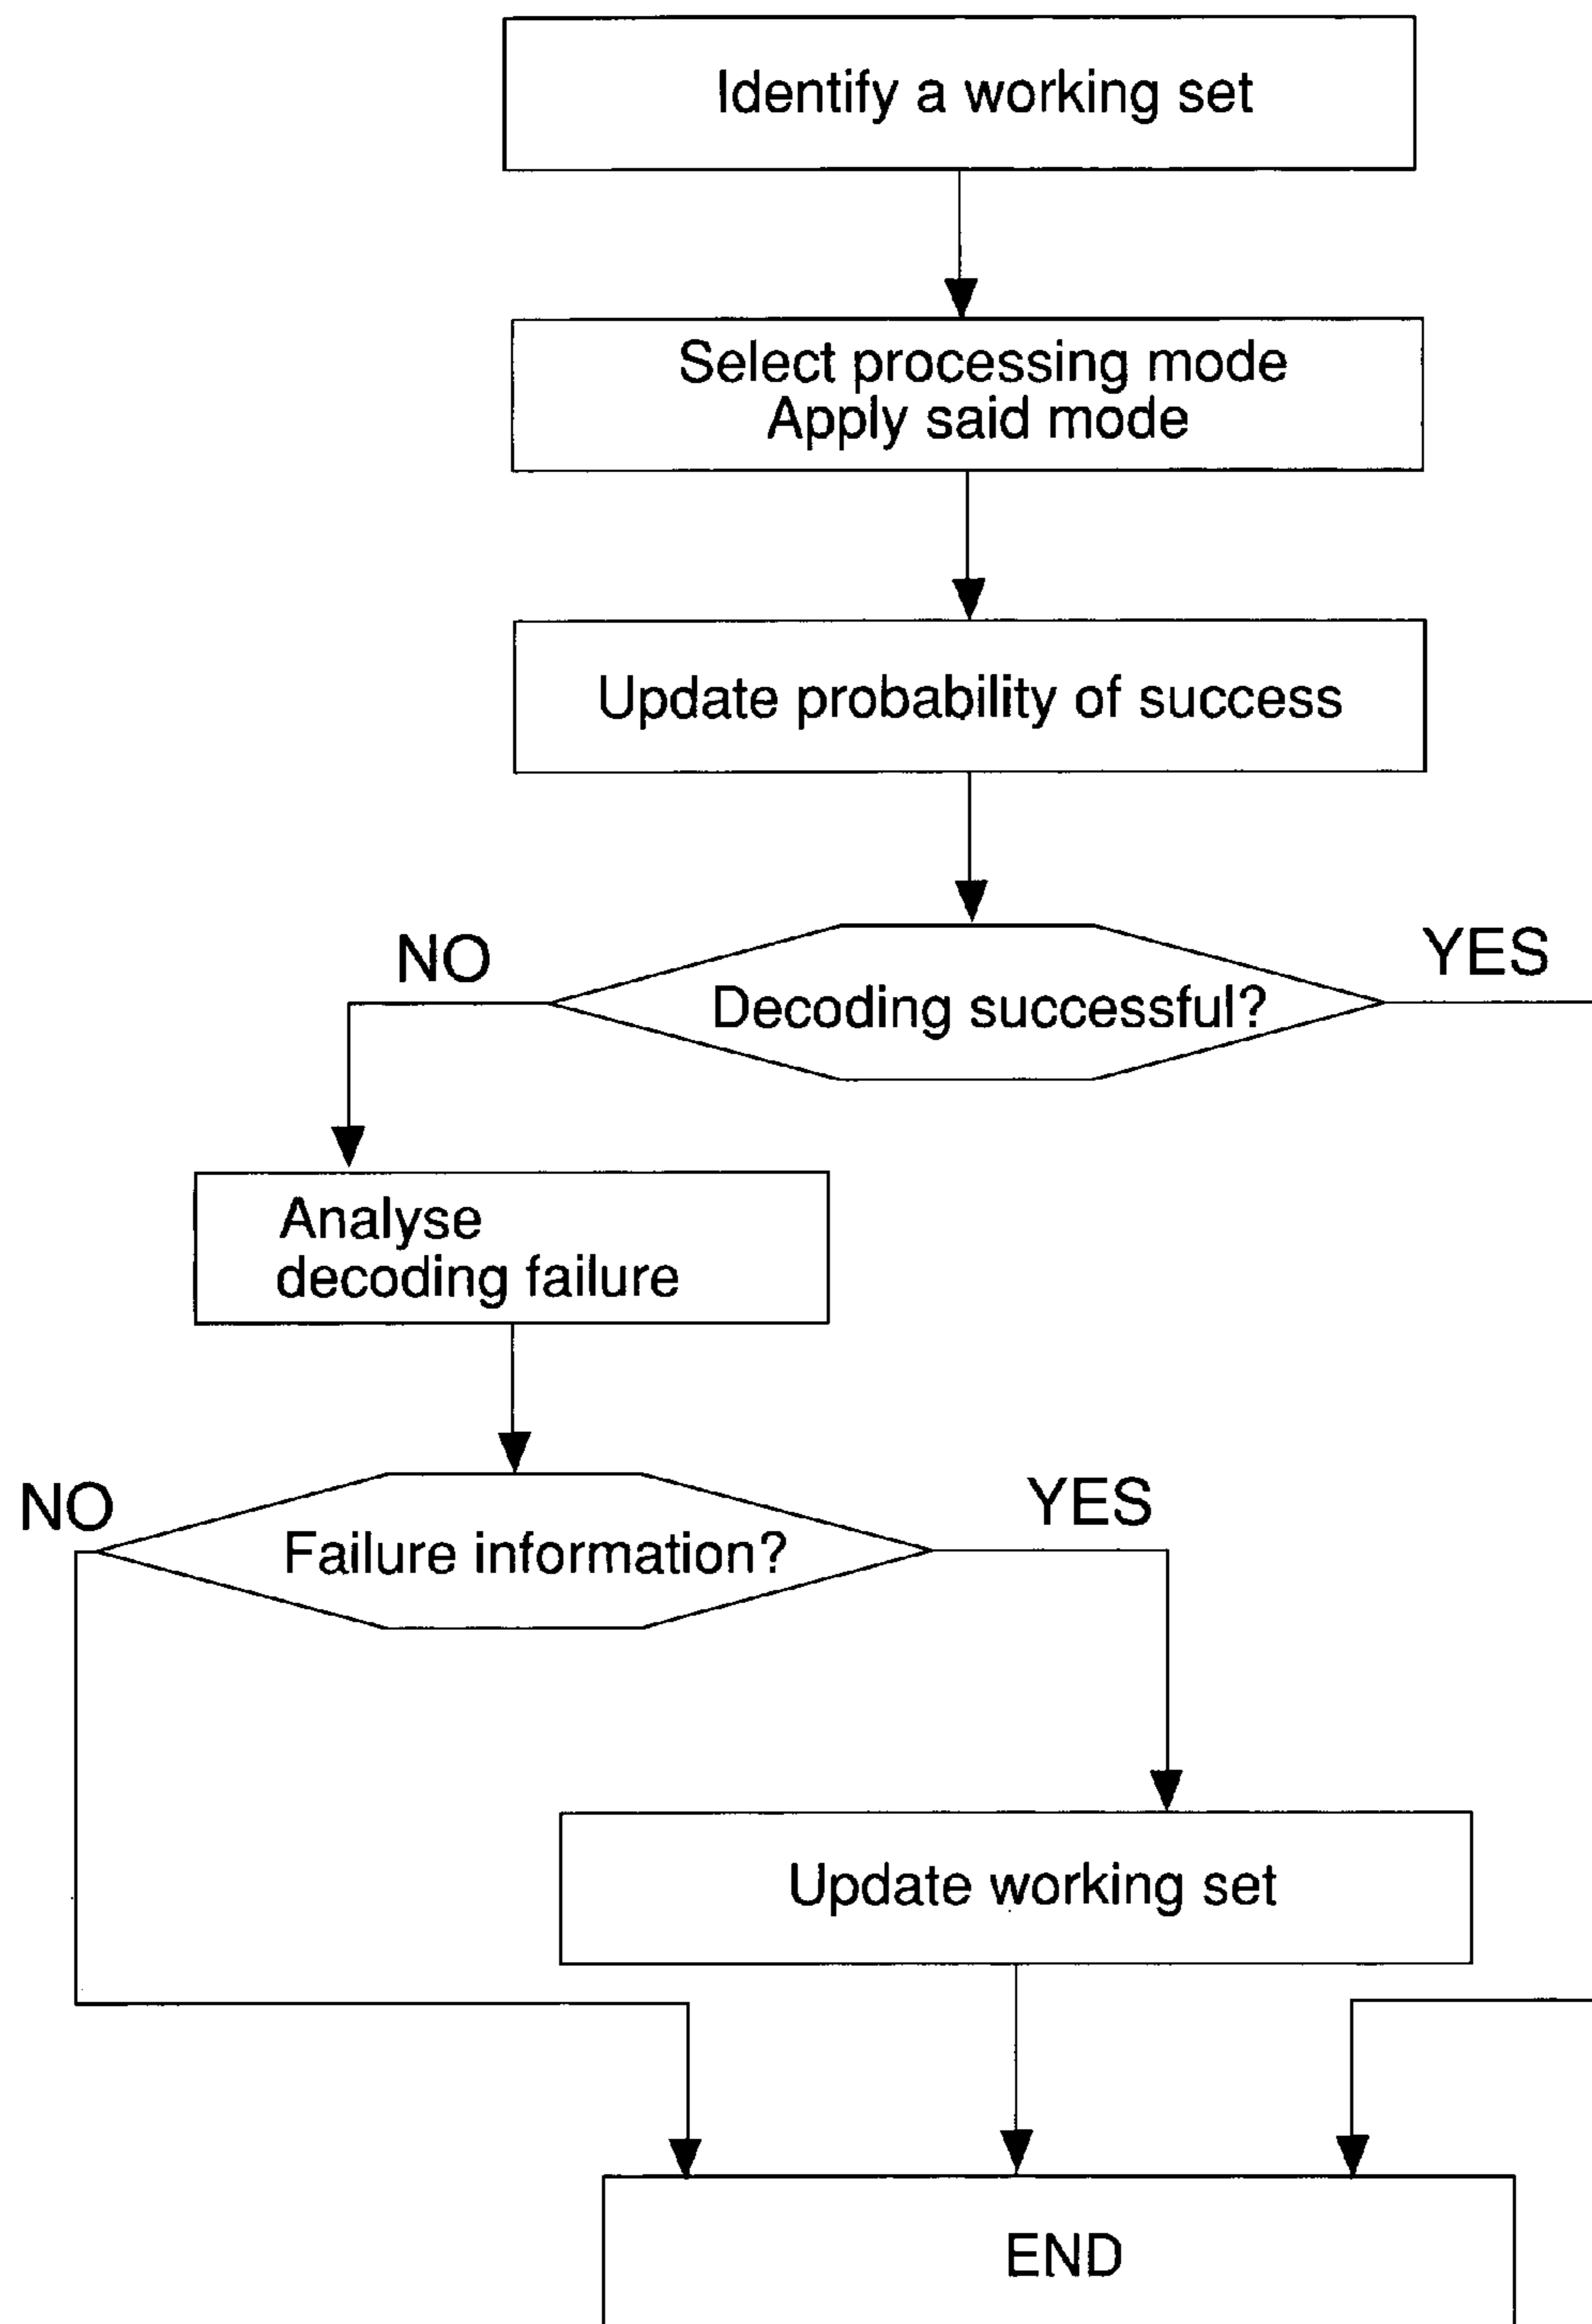 Identify a working set
Select processing mode
Apply said mode
Update probability of success
NO
YES
Decoding successful?
Analyse
decoding failure
NO
YES
Failure information?
Update working set
END